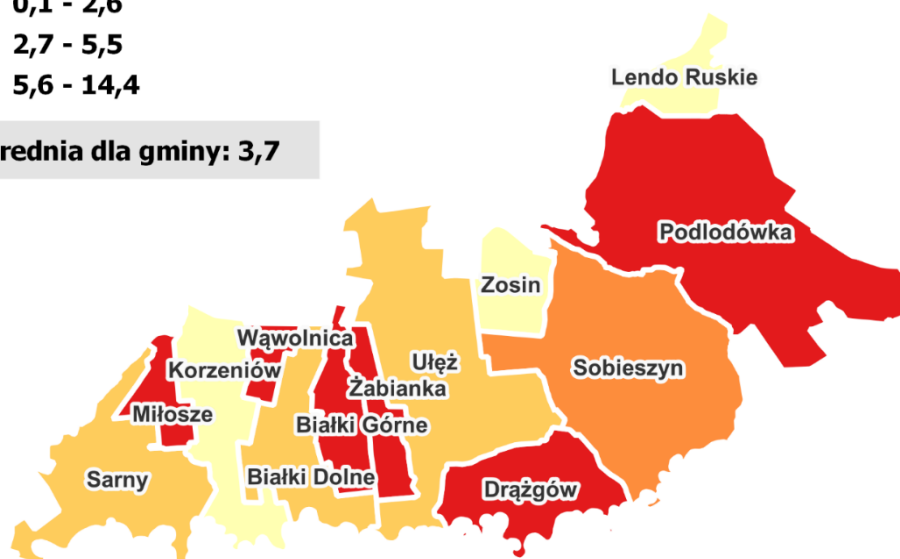 0,1 - 2,6
2,7 - 5,5
5,6 - 14,4
rednia dla gminy: 3,7
Lendo Ruskie
Podlodówka
Zosin
Wąwolnica
Ułęż
Korzeniów
Sobieszyn
Żabianka
Miłosze
Białki Górne
Sarny
Białki Dolne
Drążgów